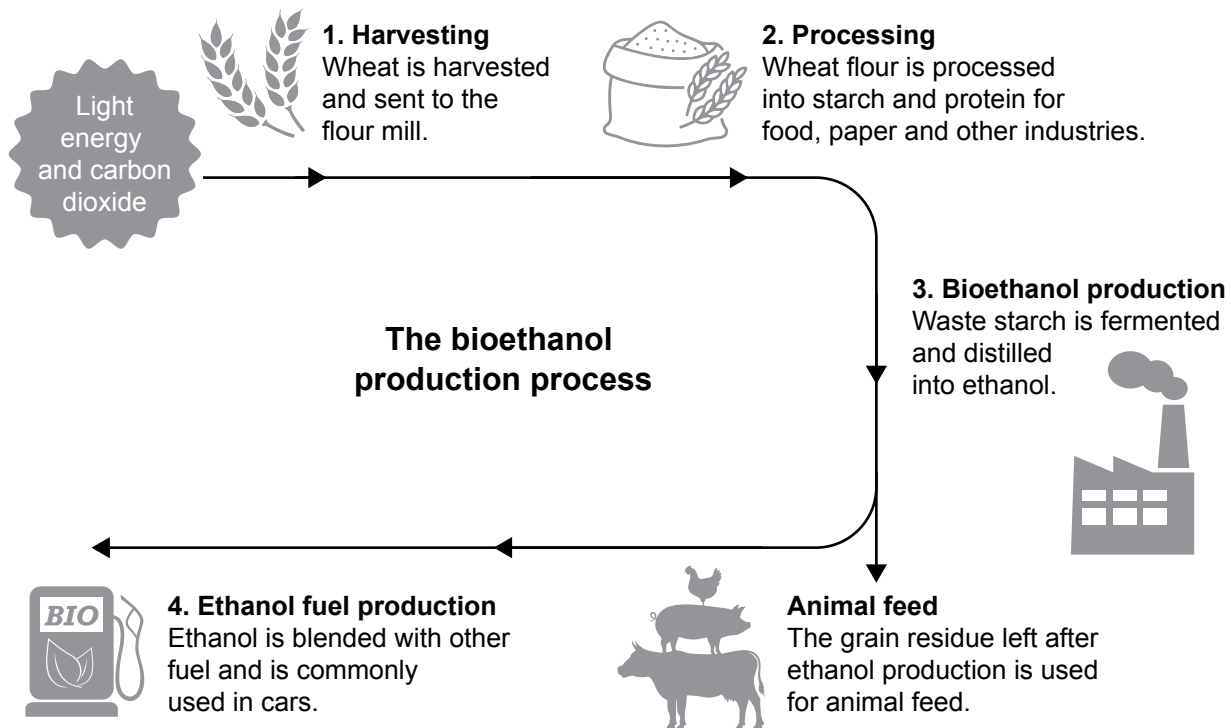 Light
energy
and carbon
dioxide
1. Harvesting
Wheat is harvested
and sent to the
flour mill.
2. Processing
Wheat flour is processed
into starch and protein for
food, paper and other industries.
The bioethanol
production process
3. Bioethanol production
Waste starch is fermented
and distilled
into ethanol.
BIO
4. Ethanol fuel production
Ethanol is blended with other
fuel and is commonly
used in cars.
Animal feed
The grain residue left after
ethanol production is used
for animal feed.